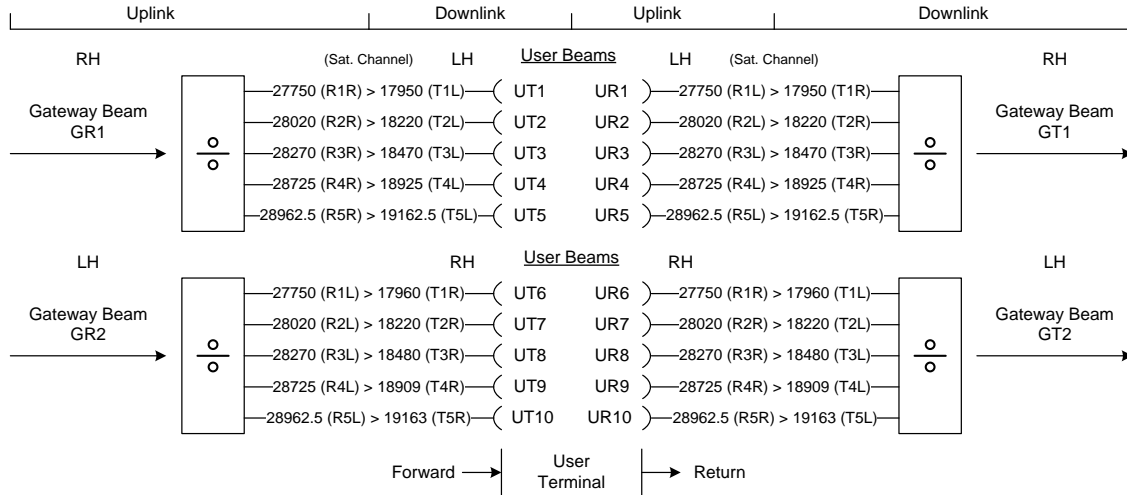 Uplink Downlink Uplink Downlink
RH (Sat. Channel) LH User Beams LH (Sat. Channel) RH
27750 (R1R) > 17950 (T1L) UT1 UR1 27750 (R1L) > 17950 (T1R)
Gateway Beam
GR1
28020 (R2R) > 18220 (T2L) UT2 UR2 28020 (R2L) > 18220 (T2R)
Gateway Beam
GT1
28270 (R3R) > 18470 (T3L) UT3 UR3 28270 (R3L) > 18470 (T3R)
28725 (R4R) > 18925 (T4L) UT4 UR4 28725 (R4L) > 18925 (T4R)
28962.5 (R5R) > 19162.5 (T5L) UT5 UR5 28962.5 (R5L) > 19162.5 (T5R)
LH RH User Beams RH LH
27750 (R1L) > 17960 (T1R) UT6 UR6 27750 (R1R) > 17960 (T1L)
Gateway Beam
GR2
28020 (R2L) > 18220 (T2R) UT7 UR7 28020 (R2R) > 18220 (T2L)
Gateway Beam
GT2
28270 (R3L) > 18480 (T3R) UT8 UR8 28270 (R3R) > 18480 (T3L)
28725 (R4L) > 18909 (T4R) UT9 UR9 28725 (R4R) > 18909 (T4L)
28962.5 (R5L) > 19163 (T5R) UT10 UR10 28962.5 (R5R) > 19163 (T5L)
Forward User Return
Terminal